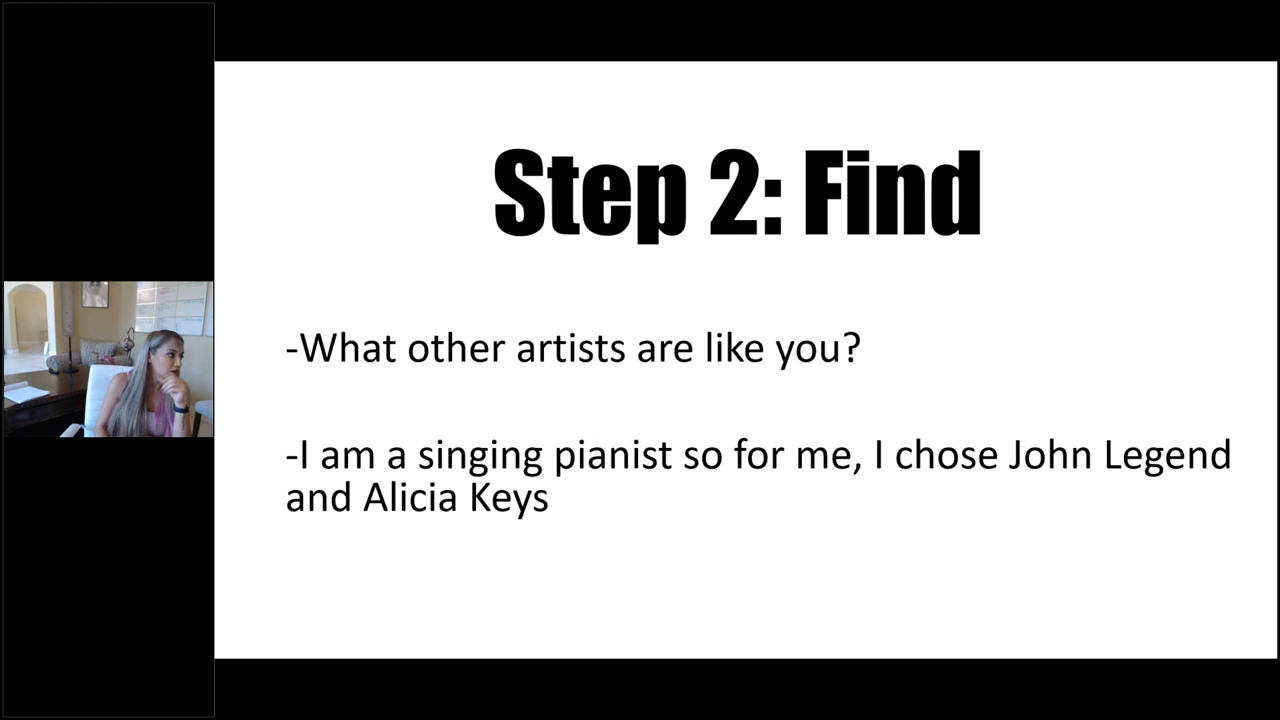 Step 2: Find
-What other artists are like you?
-I am a singing pianist so for me, I chose John Legend
and Alicia Keys